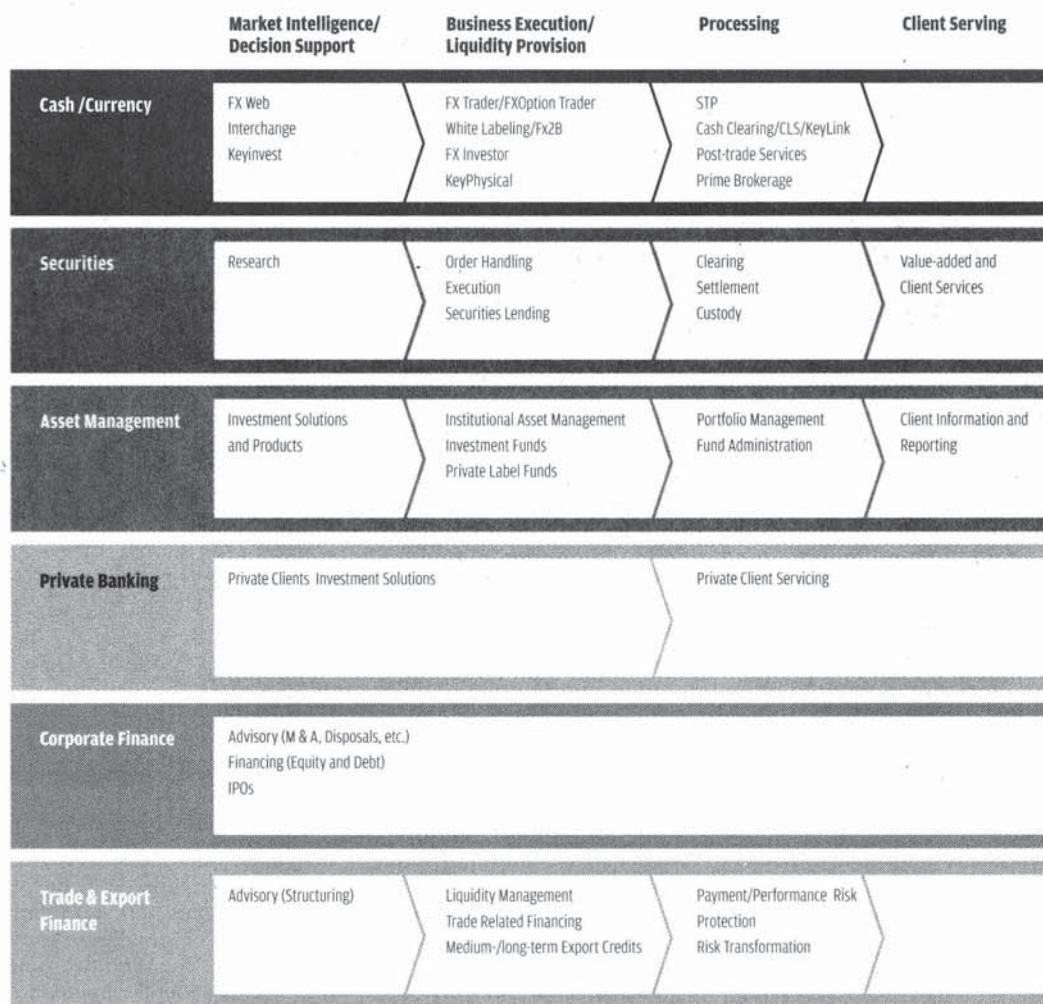 Market Intelligence/
Decision Support
Business Execution/
Liquidity Provision
Processing
Client Serving
Cash /Currency
FX Web
Interchange
Keyinvest
FX Trader/FXOption Trader
White Labeling/Fx2B
FX Investor
KeyPhysical
STP
Cash Clearing/CLS/KeyLink
Post-trade Services
Prime Brokerage
Securities
Research
Order Handling
Execution
Securities Lending
Clearing
Settlement
Custody
Value-added and
Client Services
Asset Management
Investment Solutions
and Products
Institutional Asset Management
Investment Funds
Private Label Funds
Portfolio Management
Fund Administration
Client Information and
Reporting
Private Banking
Private Clients Investment Solutions
Private Client Servicing
Corporate Finance
Advisory (M & A, Disposals, etc.)
Financing (Equity and Debt)
IPOs
Trade & Export
Finance
Advisory (Structuring)
Liquidity Management
Trade Related Financing
Medium-/long-term Export Credits
Payment/Performance Risk
Protection
Risk Transformation